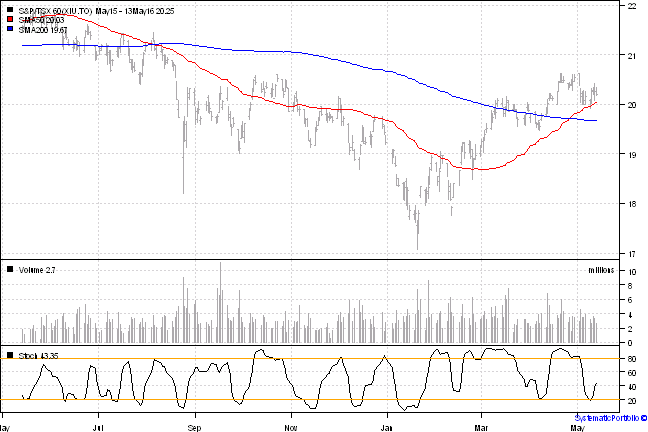 S&P/TSX 60(XIU.TO) May15 - 13May16 20.25
SMA50 20.03
SMA200 19.67
22
21
20
19
18
17
Volume 2.7
millions
10
8
6
4
2
0
Stoch 43.35
80
60
40
20
ay
Jul
Sep
Nov
Jan
Mar
May
SystematicPortfolio ©